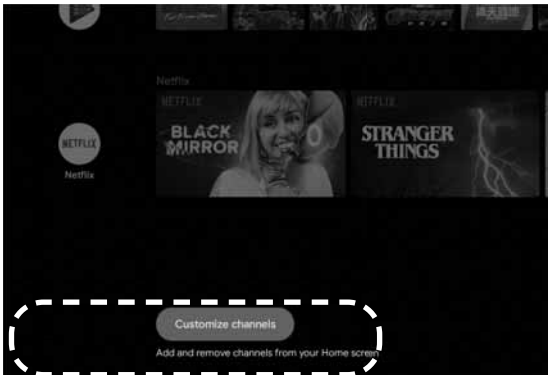 Netflix
NETFLIX
BLACK
MIRROR
NETFLIX
STRANGER
THINGS
NETFLIX
Netflix
Customize channels
Add and remove channels from your Home screen